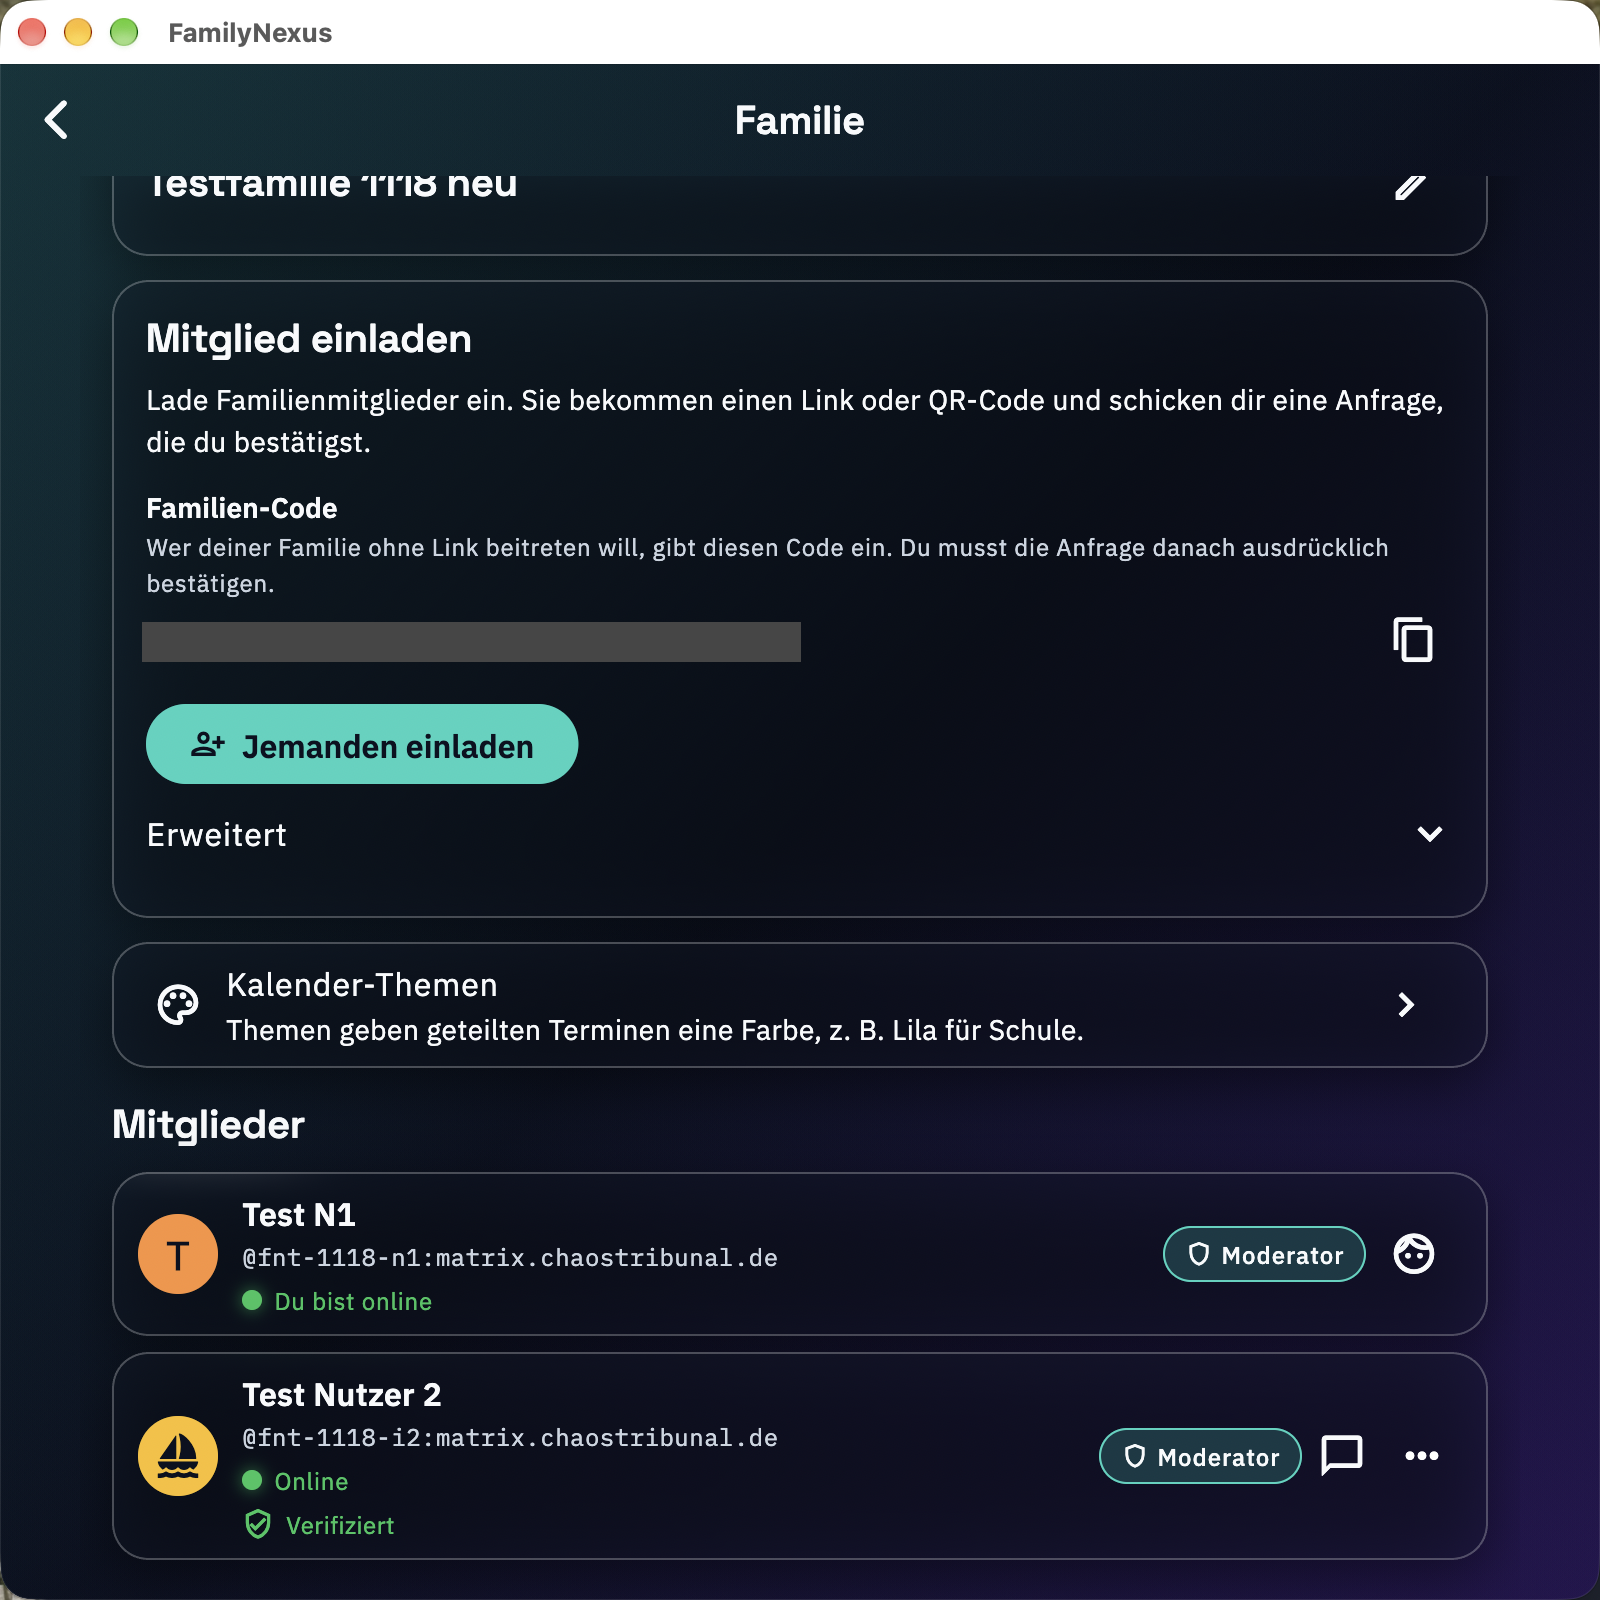 FamilyNexus
Familie
Testfamilie 1118 neu
Mitglied einladen
Lade Familienmitglieder ein. Sie bekommen einen Link oder QR-Code und schicken dir eine Anfrage,
die du bestätigst.
Familien-Code
Wer deiner Familie ohne Link beitreten will, gibt diesen Code ein. Du musst die Anfrage danach ausdrücklich
bestätigen.
Jemanden einladen
Erweitert
Kalender-Themen
Themen geben geteilten Terminen eine Farbe, z. B. Lila für Schule.
Mitglieder
Test N1
@fnt-1118-n1:matrix.chaostribunal.de
Moderator
Du bist online
T
Test Nutzer 2
@fnt-1118-i2:matrix.chaostribunal.de
Moderator
Online
Verifiziert